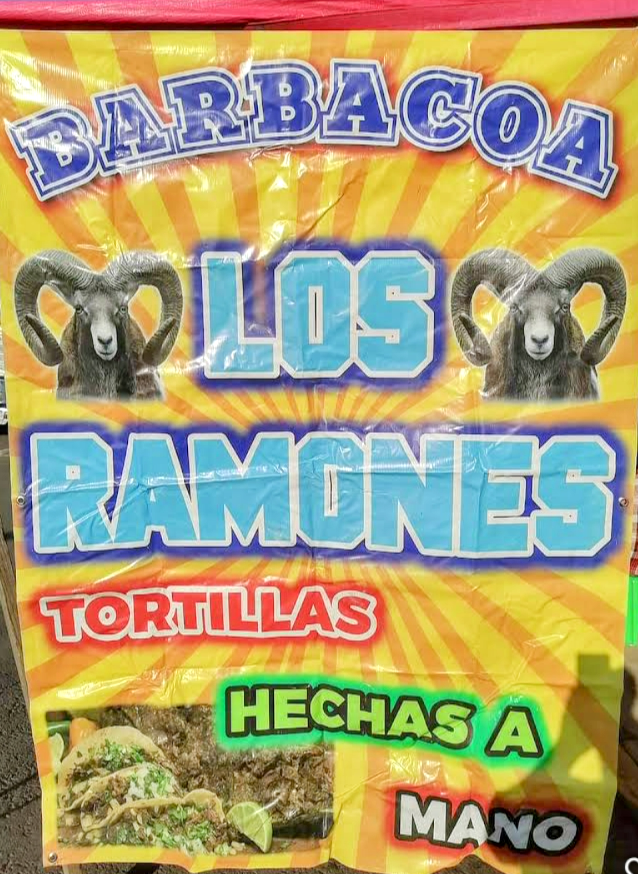 BARBACOA
LOS
RAMONES
TORTILLAS
HECHAS A
MANO